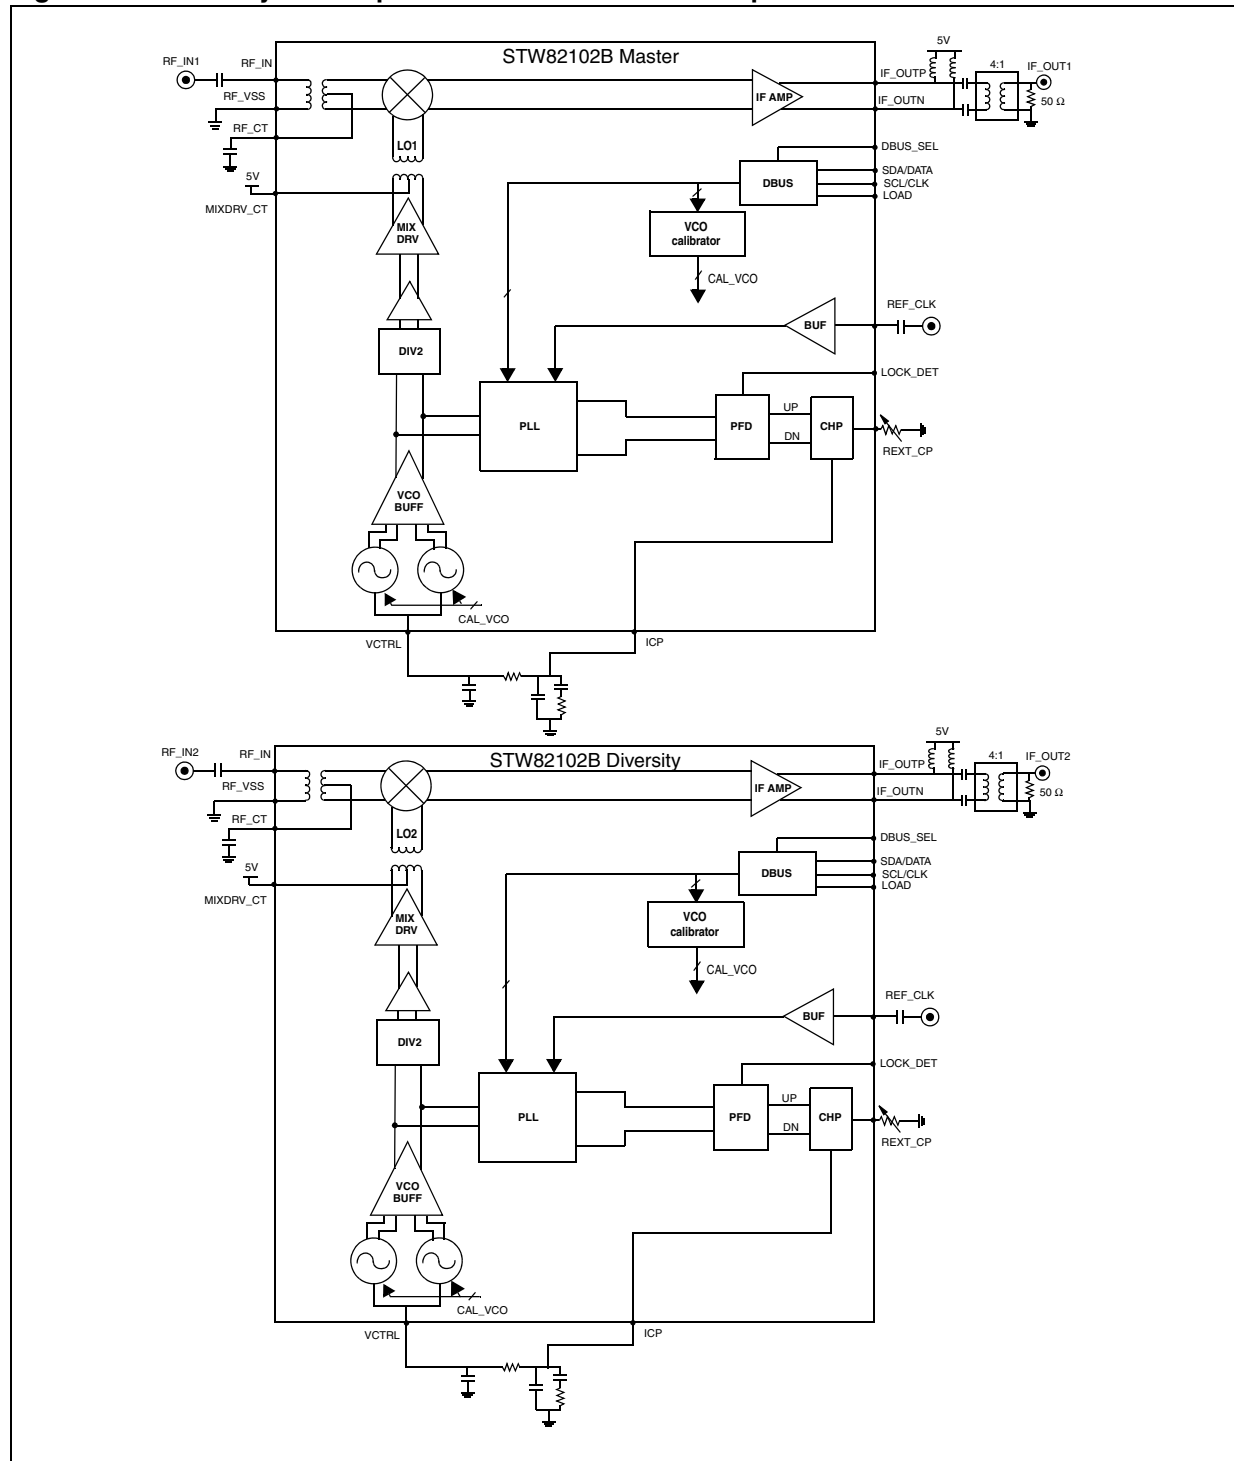 STW82102B Master
5V
RF_IN1
RF_IN
4:1
IF_OUT1
IF_OUTP
IF AMP
RF_VSS
IF_OUTN
50 Ω
RF_CT
LO1
DBUS_SEL
5V
DBUS
SDA/DATA
SCL/CLK
LOAD
MIXDRV_CT
MIX
DRV
VCO
calibrator
CAL_VCO
REF_CLK
BUF
DIV2
LOCK_DET
PLL
PFD
UP
DN
CHP
REXT_CP
VCO
BUFF
CAL_VCO
VCTRL
ICP
STW82102B Diversity
5V
RF_IN2
RF_IN
4:1
IF_OUT2
IF_OUTP
IF AMP
RF_VSS
IF_OUTN
50 Ω
RF_CT
LO2
DBUS_SEL
5V
DBUS
SDA/DATA
SCL/CLK
LOAD
MIXDRV_CT
MIX
DRV
VCO
calibrator
CAL_VCO
REF_CLK
BUF
DIV2
LOCK_DET
PLL
PFD
UP
DN
CHP
REXT_CP
VCO
BUFF
CAL_VCO
VCTRL
ICP